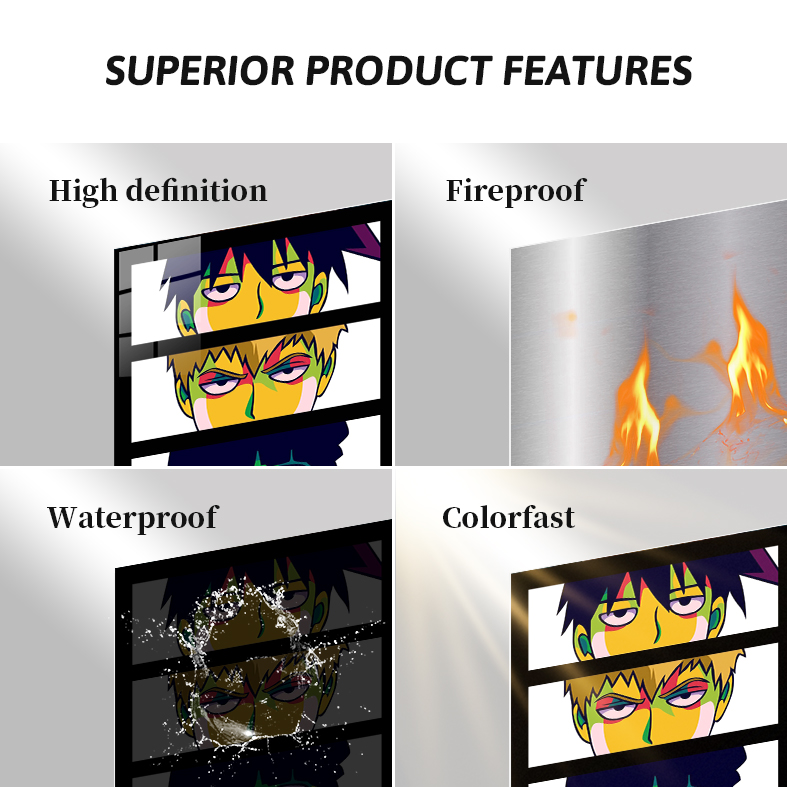 SUPERIOR PRODUCT FEATURES
High definition
Fireproof
Waterproof
Colorfast